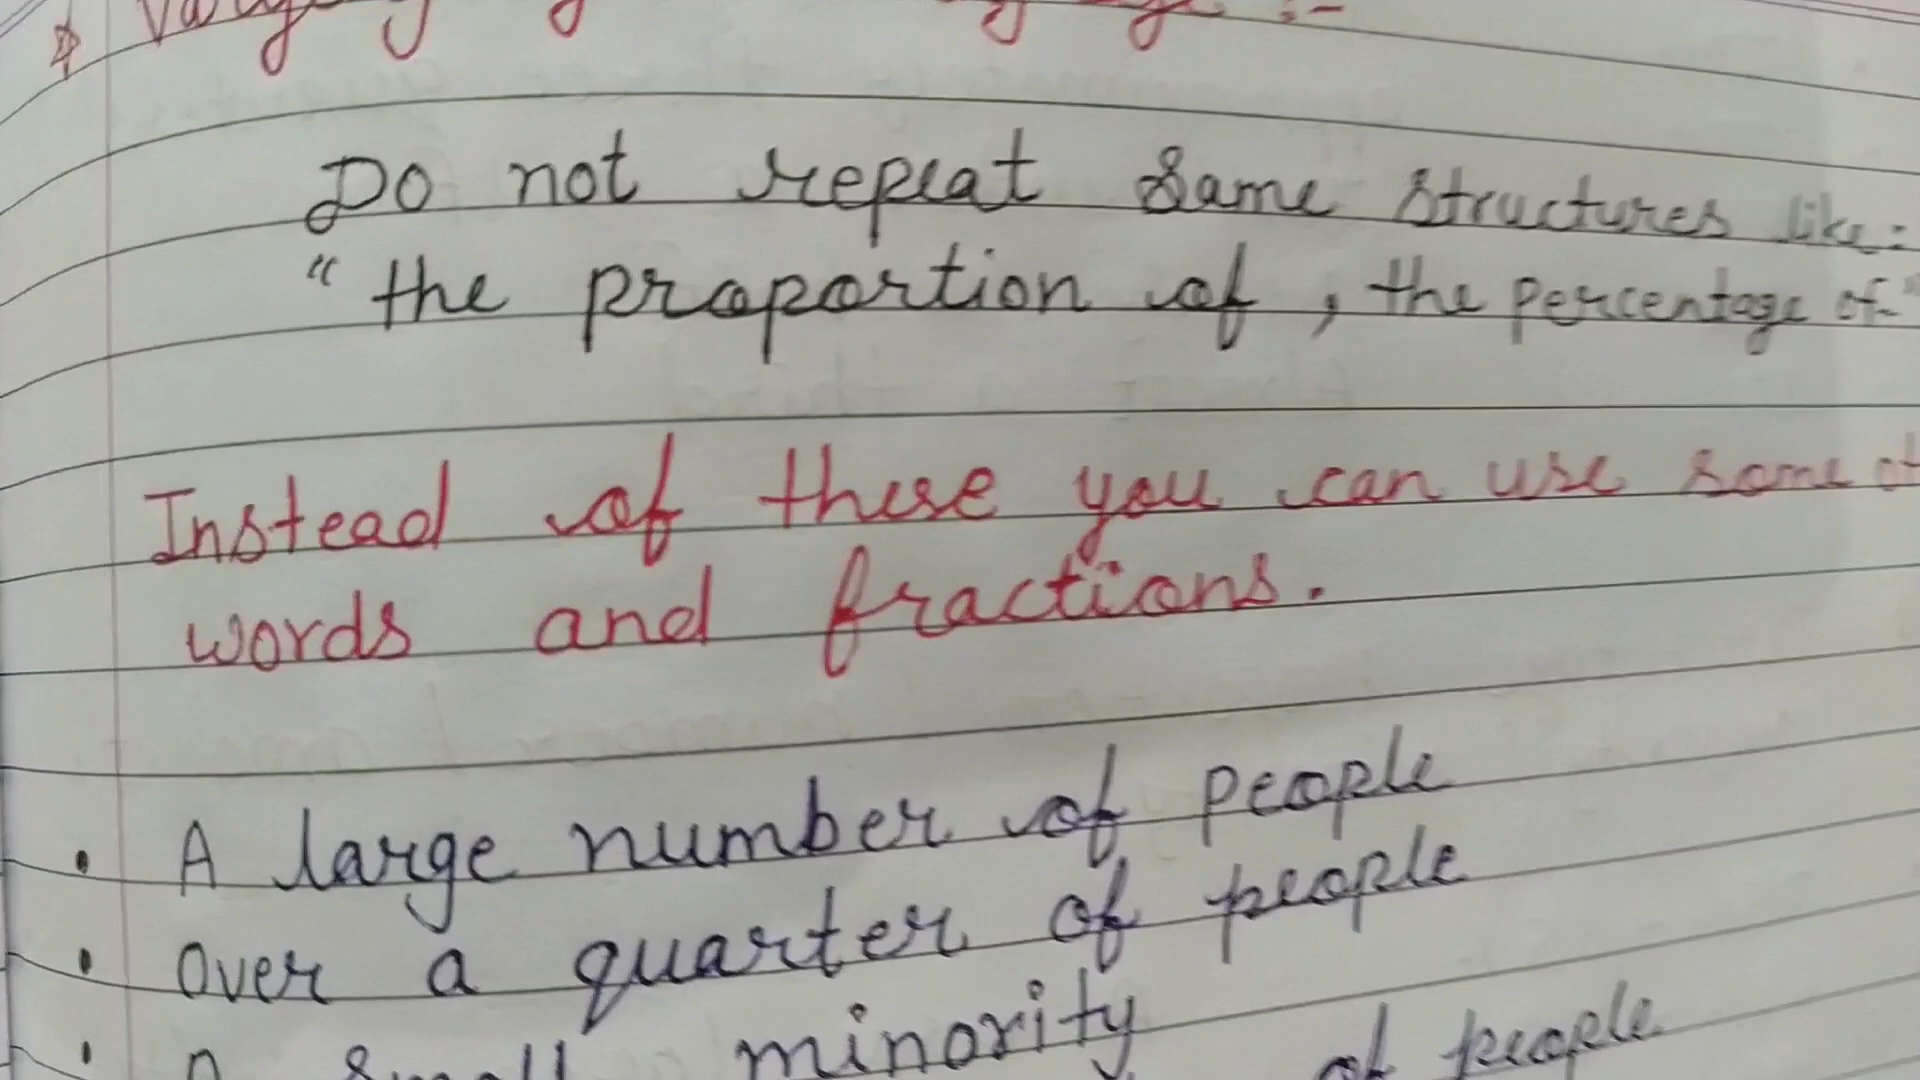 Do not repeat same structures like:
"the proportion of, the percentage of"
Instead of these you can use some
words and fractions.
• A large number of people
• Over a quarter of people
• A small minority of people